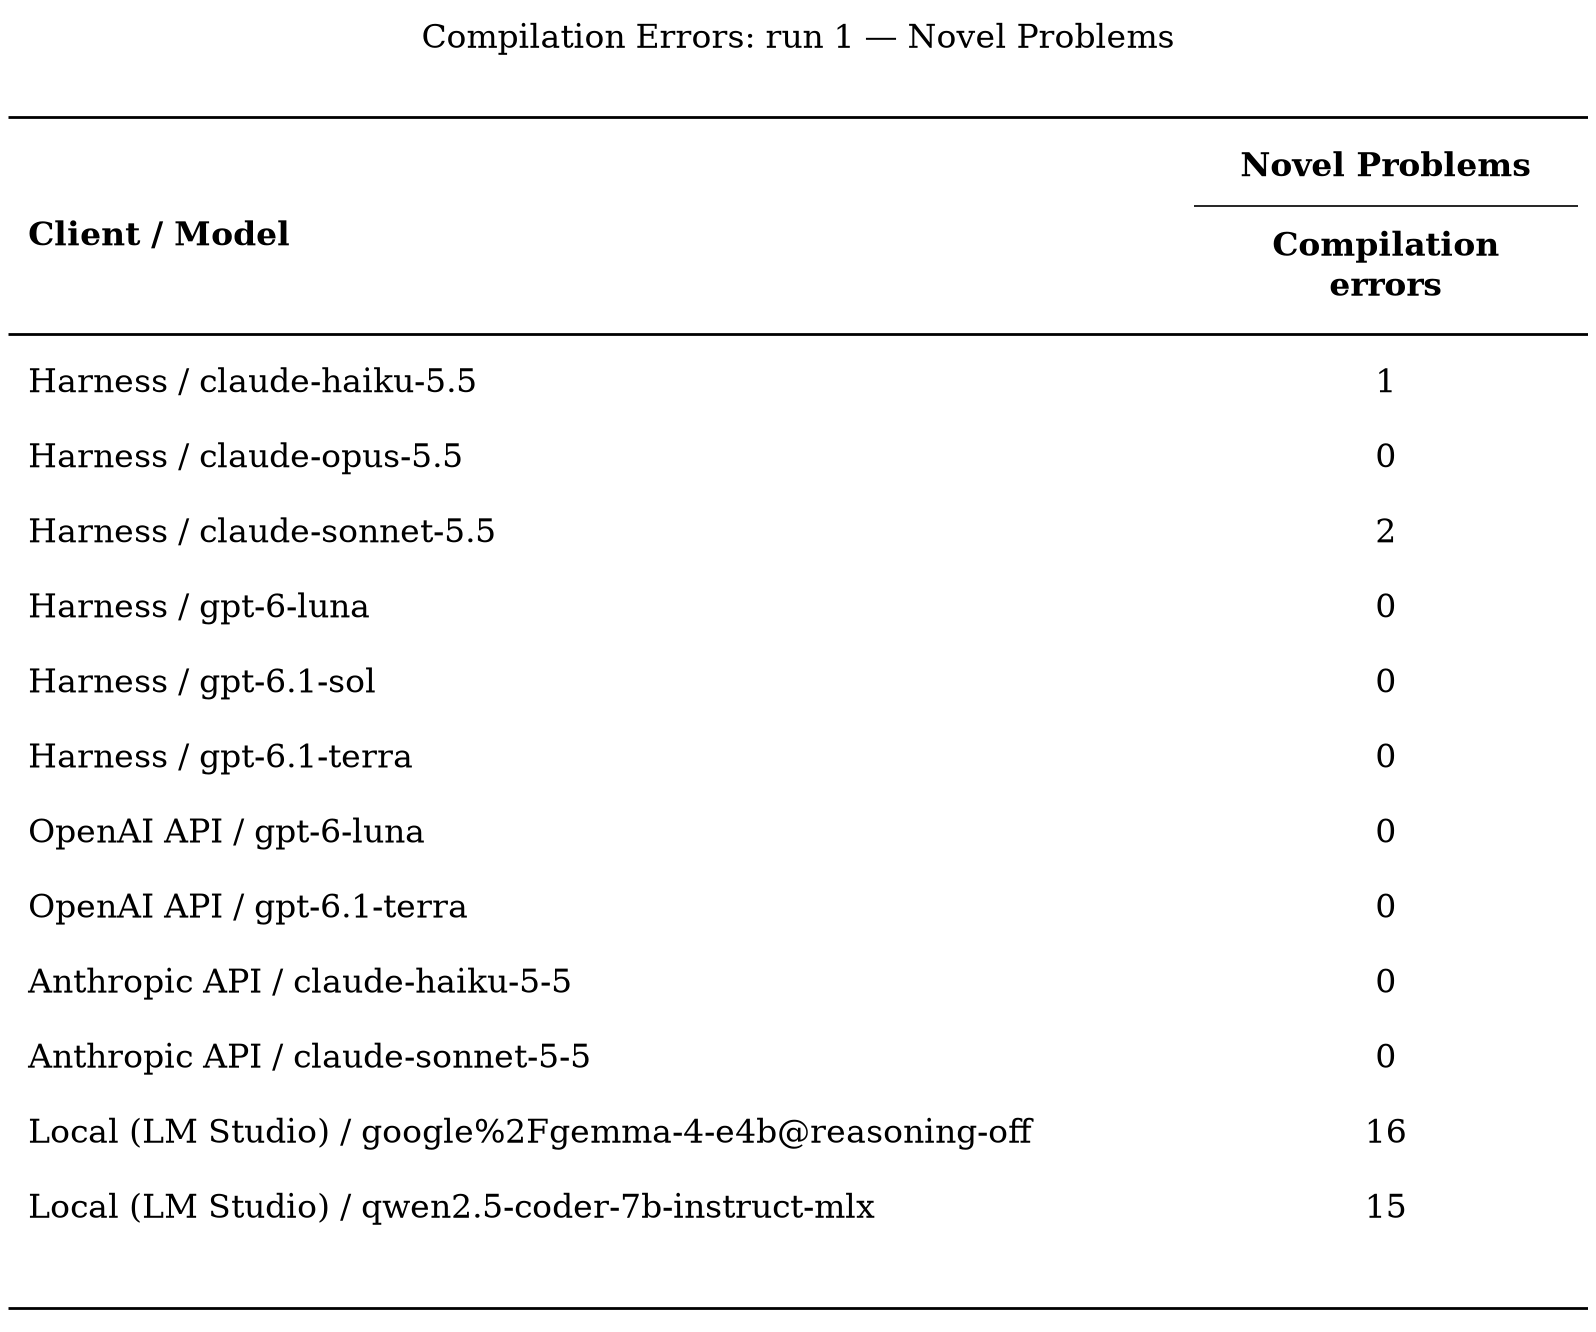 Compilation Errors: run 1 — Novel Problems
Novel Problems
Client / Model
Compilation
errors
Harness / claude-haiku-5.5 1
Harness / claude-opus-5.5 0
Harness / claude-sonnet-5.5 2
Harness / gpt-6-luna 0
Harness / gpt-6.1-sol 0
Harness / gpt-6.1-terra 0
OpenAI API / gpt-6-luna 0
OpenAI API / gpt-6.1-terra 0
Anthropic API / claude-haiku-5-5 0
Anthropic API / claude-sonnet-5-5 0
Local (LM Studio) / google%2Fgemma-4-e4b@reasoning-off 16
Local (LM Studio) / qwen2.5-coder-7b-instruct-mlx 15